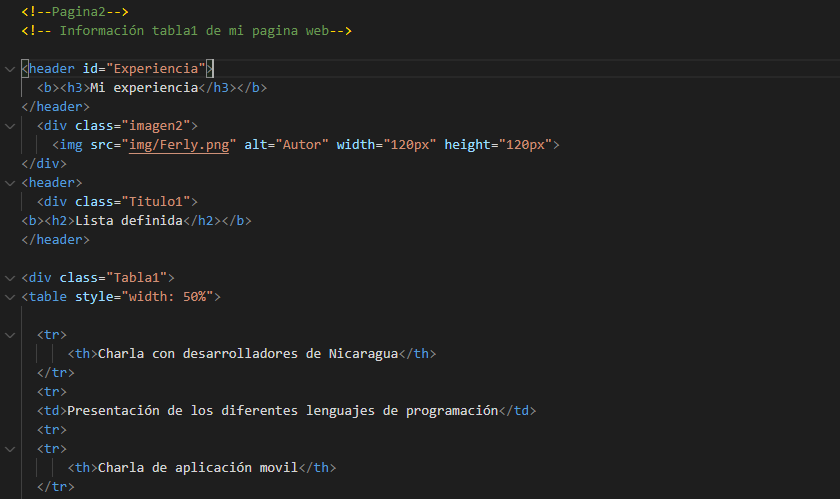 <!--Pagina2-->
<!-- Información tabla1 de mi pagina web-->
<header id="Experiencia">
<b><h3>Mi experiencia</h3></b>
</header>
<div class="imagen2">
<img src="img/Ferly.png" alt="Autor" width="120px" height="120px">
</div>
<header>
<div class="Titulo1">
<b><h2>Lista definida</h2></b>
</header>
<div class="Tabla1">
<table style="width: 50%">
<tr>
<th>Charla con desarrolladores de Nicaragua</th>
</tr>
<tr>
<td>Presentación de los diferentes lenguajes de programación</td>
<tr>
<tr>
<th>Charla de aplicación movil</th>
</tr>